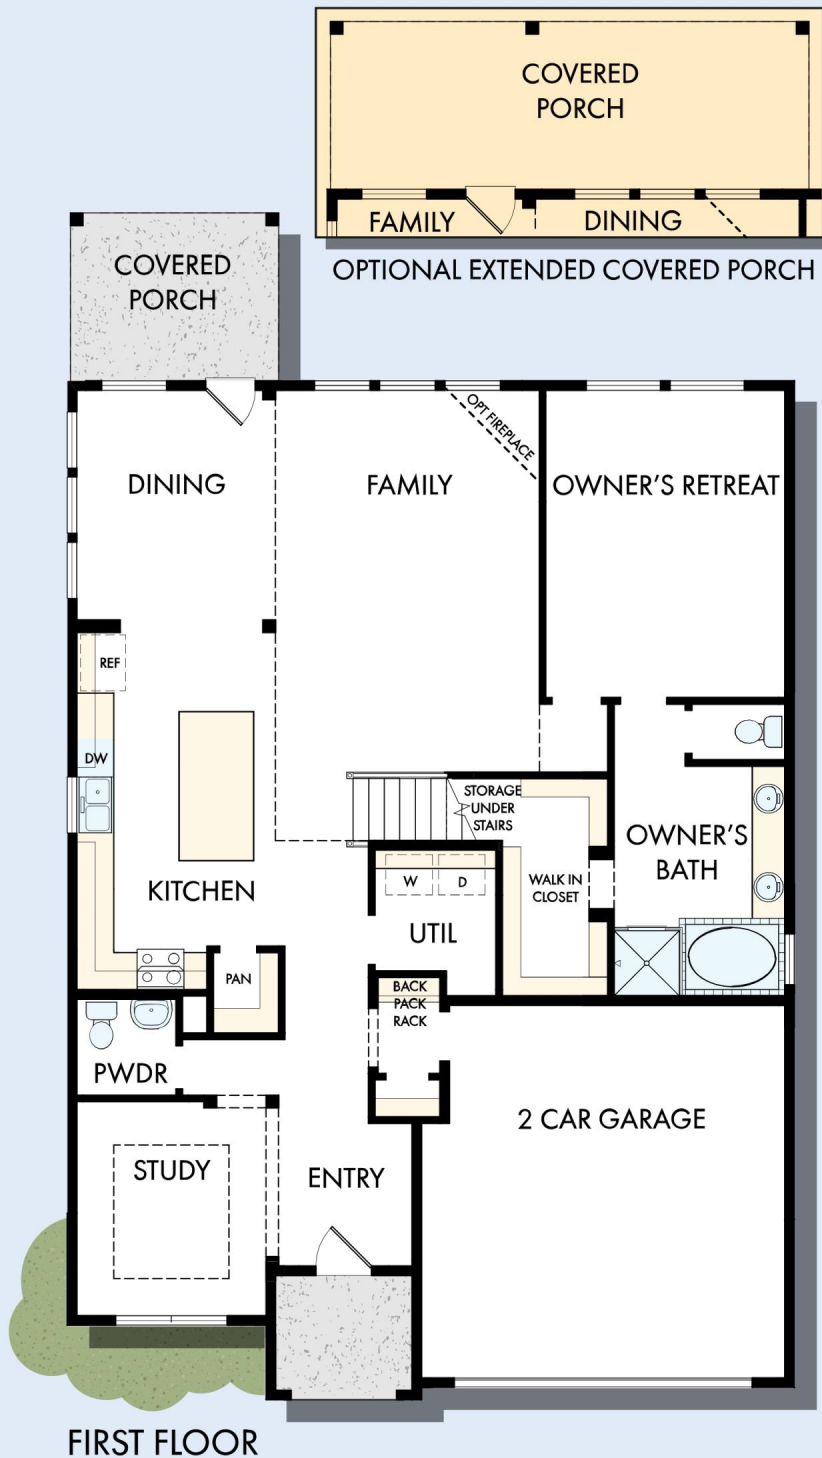 COVERED
PORCH
FAMILY
DINING
OPTIONAL EXTENDED COVERED PORCH
COVERED
PORCH
OPT FIREPLACE
DINING
FAMILY
OWNER'S RETREAT
REF
DW
STORAGE
UNDER
STAIRS
OWNER'S
BATH
KITCHEN
W
D
WALK IN
CLOSET
UTIL
PAN
BACK
PACK
RACK
PWDR
2 CAR GARAGE
STUDY
ENTRY
FIRST FLOOR